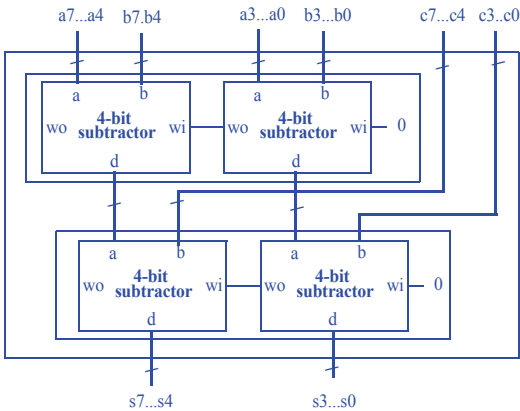 a7...a4 b7.b4 a3...a0 b3...b0 c7...c4 c3..c0
a b a b
4-bit 4-bit
wo subtractor wi wo subtractor wi 0
d d
a b a b
4-bit 4-bit
wo subtractor wi wo subtractor wi 0
d d
s7...s4 s3...s0